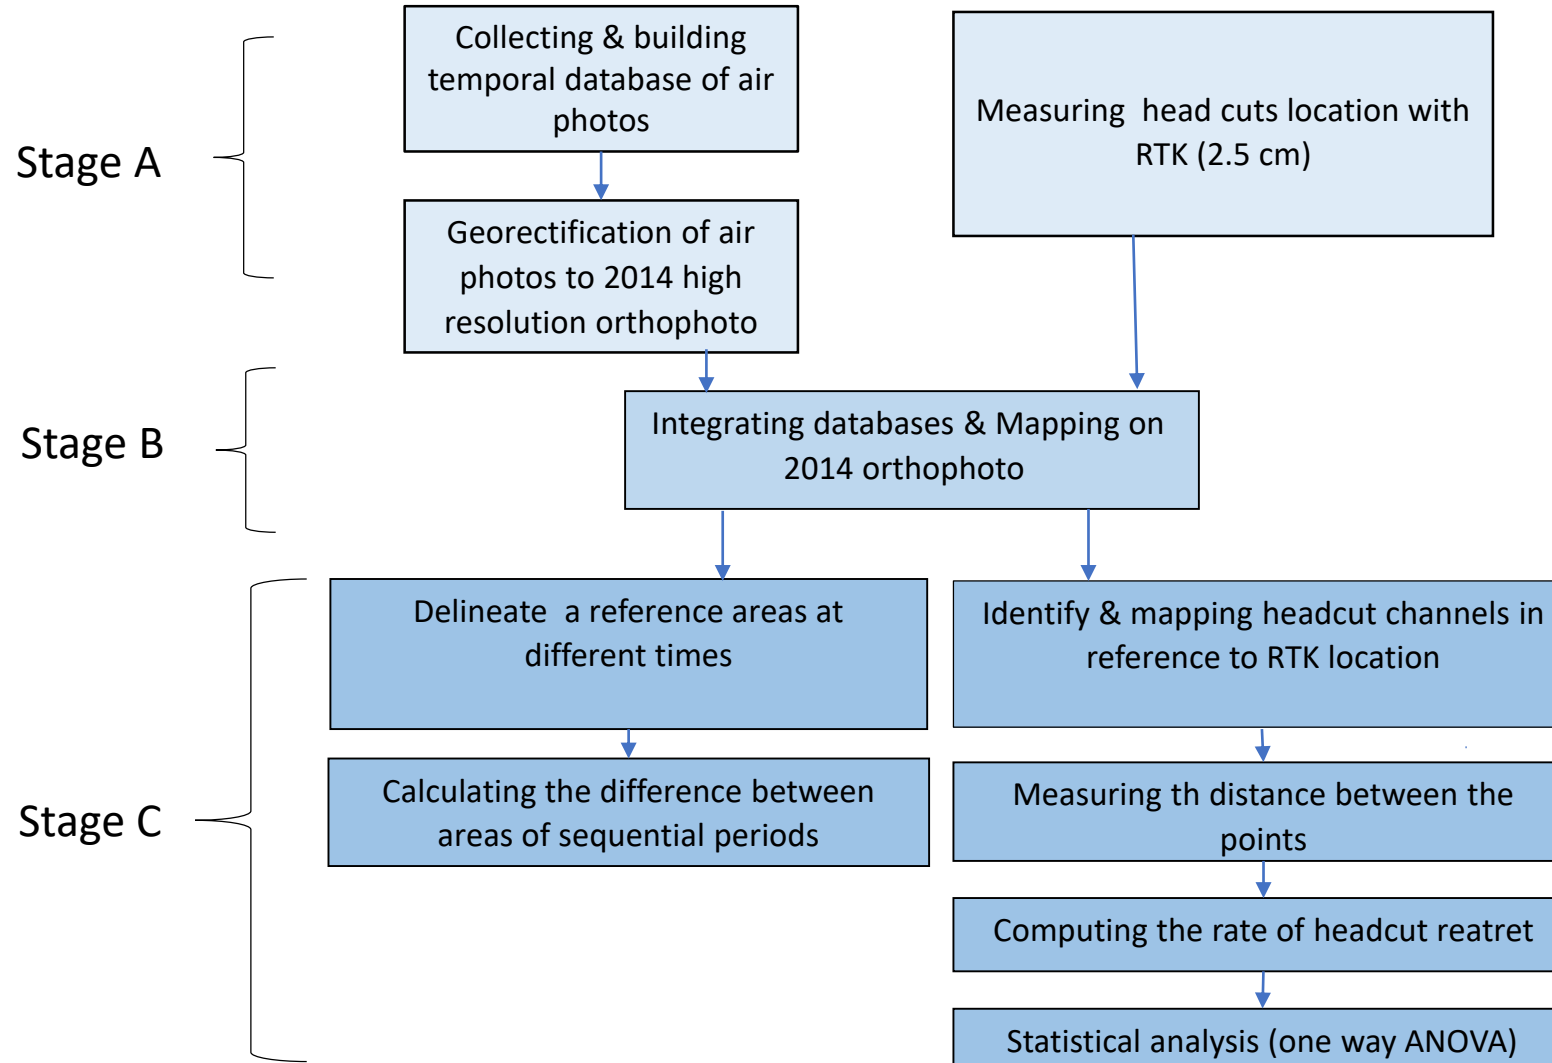 Stage A
Collecting & building
temporal database of air
photos
Measuring  head cuts location with
RTK (2.5 cm)
Georectification of air
photos to 2014 high
resolution orthophoto
Stage B
Integrating databases & Mapping on
2014 orthophoto
Stage C
Delineate  a reference areas at
different times
Identify & mapping headcut channels in
reference to RTK location
Calculating the difference between
areas of sequential periods
Measuring th distance between the
points
Computing the rate of headcut reatret
Statistical analysis (one way ANOVA)